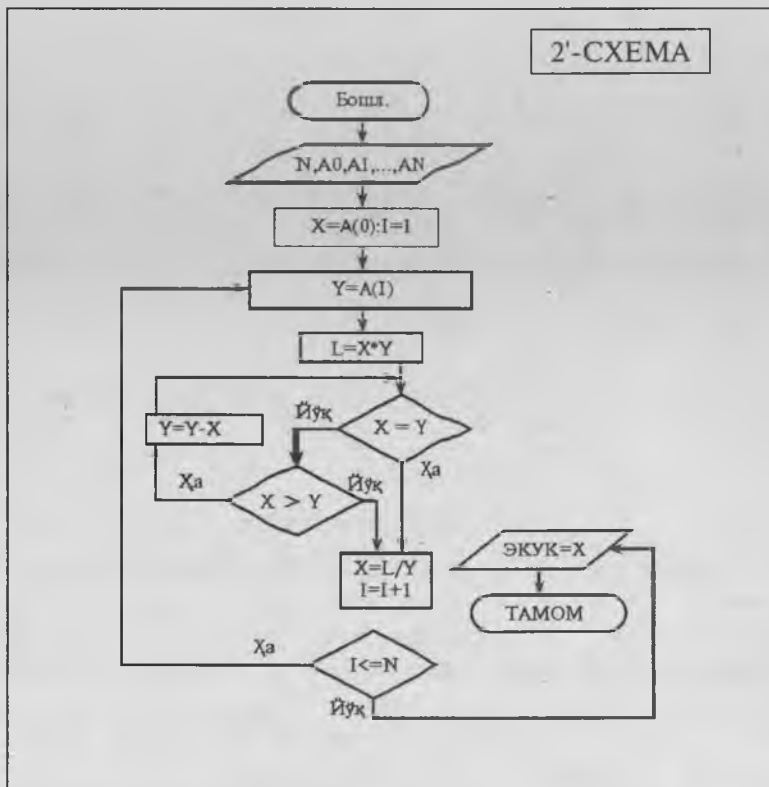 2'-СХЕМА
Бошл.
N,A0,A1,...,AN
X=A(0):I=1
Y=A(I)
L=X*Y
Йўқ
X = Y
Y=Y-X
Ҳа
Ҳа
X > Y
Йўқ
X=L/Y
I=I+1
ЭКУК=X
ТАМОМ
Ҳа
I<=N
Йўқ